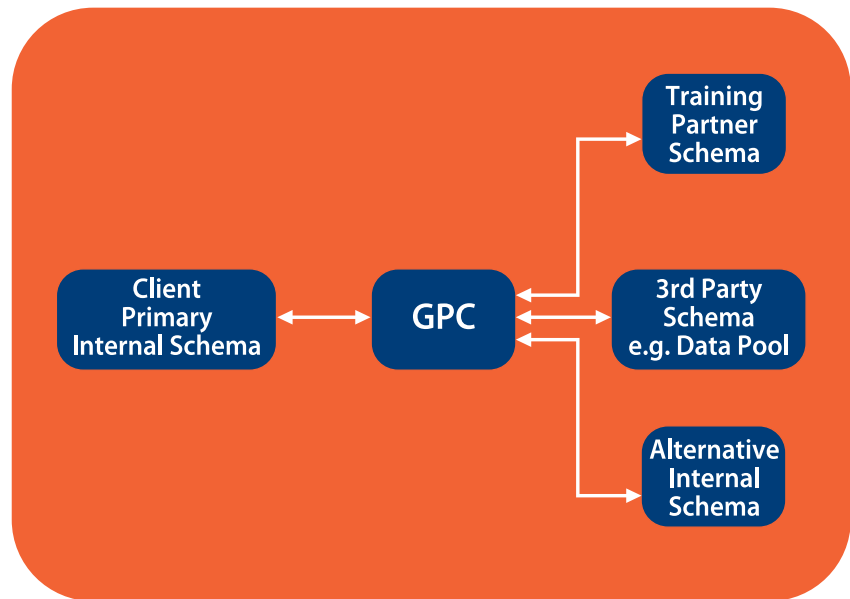 Training
Partner
Schema
Client
Primary
Internal Schema
GPC
3rd Party
Schema
e.g. Data Pool
Alternative
Internal
Schema